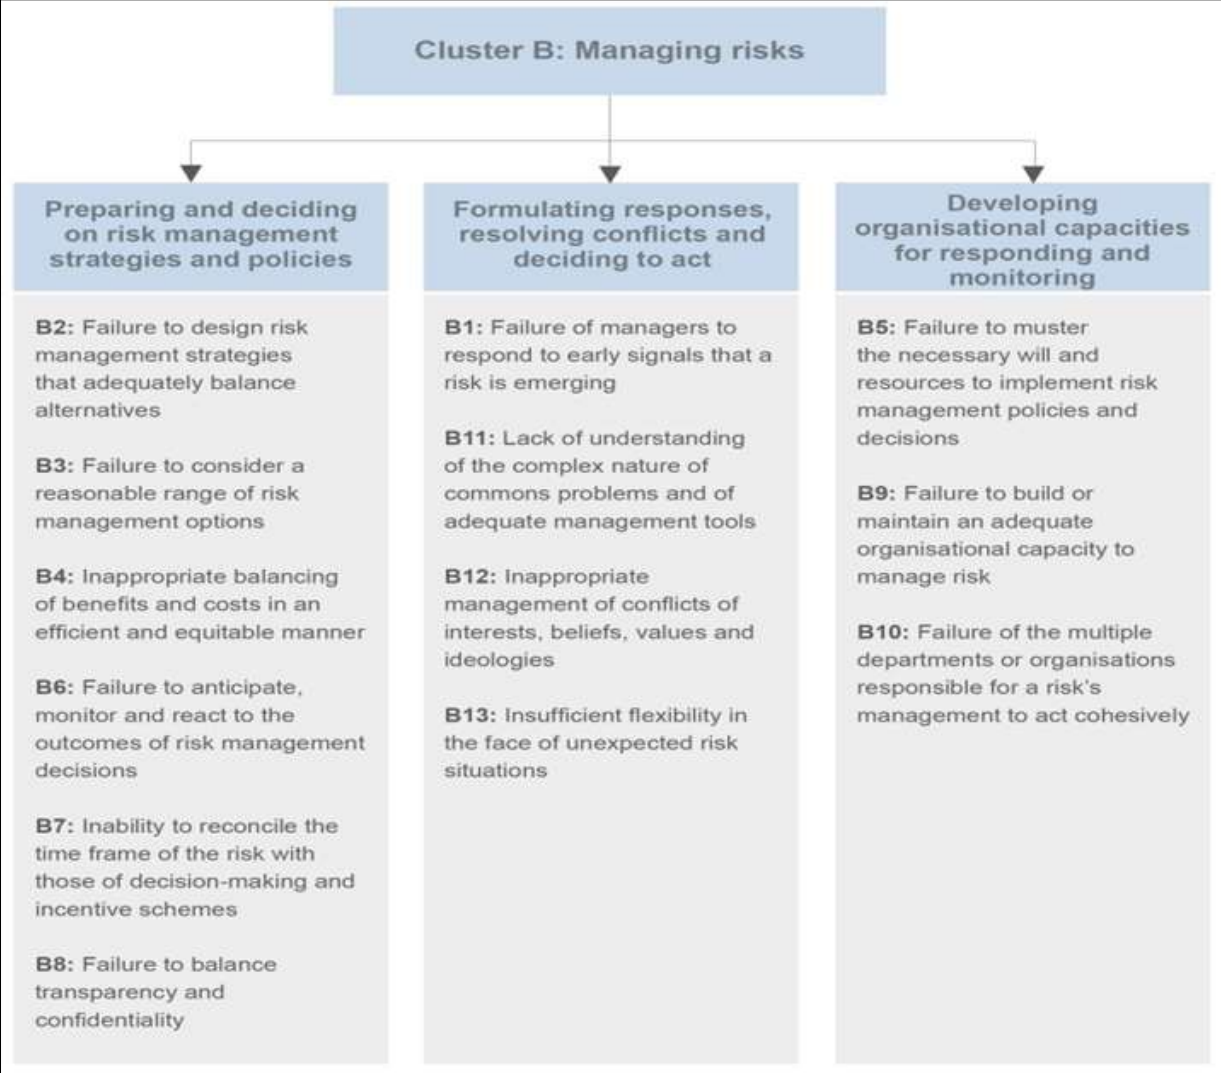 Cluster B: Managing risks
Preparing and deciding
on risk management
strategies and policies
B2: Failure to design risk
management strategies
that adequately balance
alternatives
B3: Failure to consider a
reasonable range of risk
management options
B4: Inappropriate balancing
of benefits and costs in an
efficient and equitable manner
B6: Failure to anticipate,
monitor and react to the
outcomes of risk management
decisions
B7: Inability to reconcile the
time frame of the risk with
those of decision-making and
incentive schemes
B8: Failure to balance
transparency and
confidentiality
Formulating responses,
resolving conflicts and
deciding to act
B1: Failure of managers to
respond to early signals that a
risk is emerging
B11: Lack of understanding
of the complex nature of
commons problems and of
adequate management tools
B12: Inappropriate
management of conflicts of
interests, beliefs, values and
ideologies
B13: Insufficient flexibility in
the face of unexpected risk
situations
Developing
organisational capacities
for responding and
monitoring
B5: Failure to muster
the necessary will and
resources to implement risk
management policies and
decisions
B9: Failure to build or
maintain an adequate
organisational capacity to
manage risk
B10: Failure of the multiple
departments or organisations
responsible for a risk's
management to act cohesively